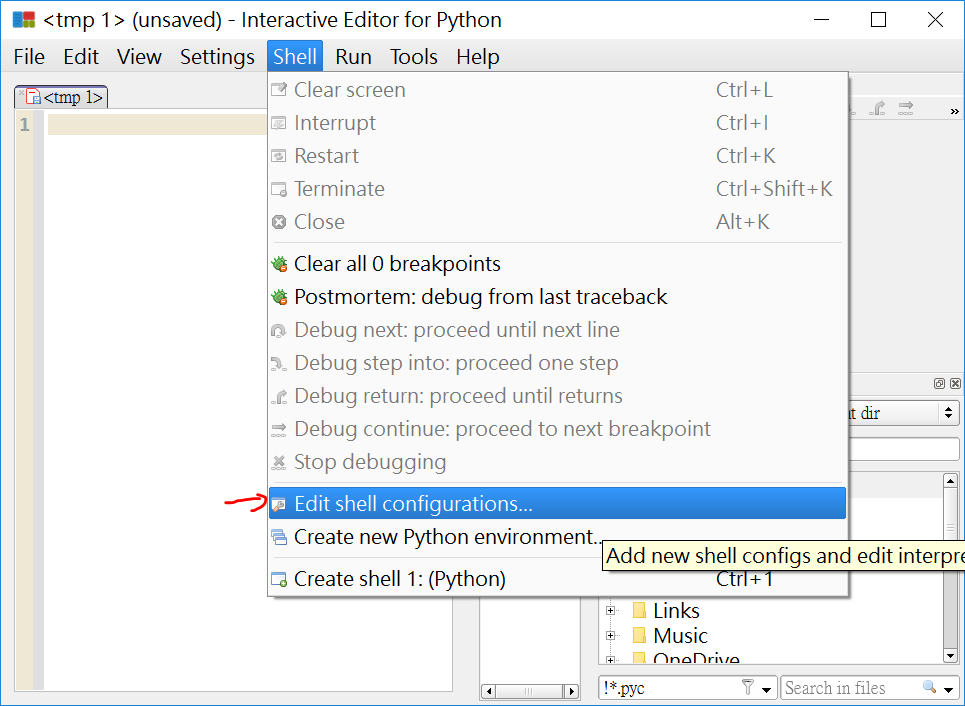 <tmp 1> (unsaved) - Interactive Editor for Python
File Edit View Settings Shell Run Tools Help
<tmp 1>
1
Clear screen Ctrl+L
Interrupt Ctrl+I
Restart Ctrl+K
Terminate Ctrl+Shift+K
Close Alt+K
Clear all 0 breakpoints
Postmortem: debug from last traceback
Debug next: proceed until next line
Debug step into: proceed one step
Debug return: proceed until returns
Debug continue: proceed to next breakpoint
Stop debugging
Edit shell configurations...
Create new Python environment..
Create shell 1: (Python) Ctrl+1
Add new shell configs and edit interpre
dir
Links
Music
OneDrive
!*.pyc
Search in files